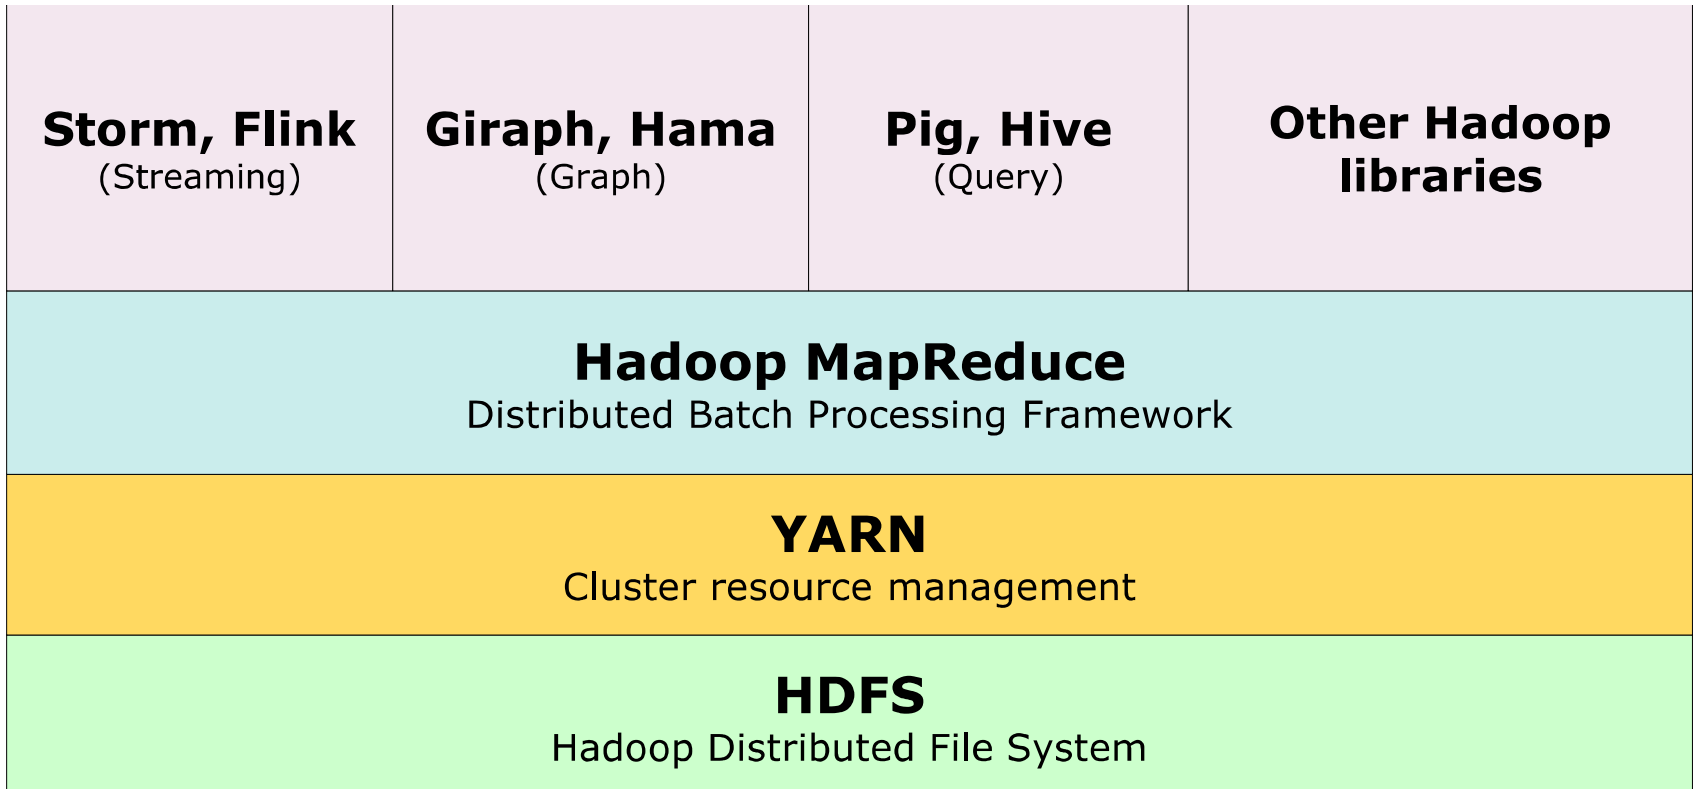 Storm, Flink
(Streaming)
Giraph, Hama
(Graph)
Pig, Hive
(Query)
Other Hadoop
libraries
Hadoop MapReduce
Distributed Batch Processing Framework
YARN
Cluster resource management
HDFS
Hadoop Distributed File System